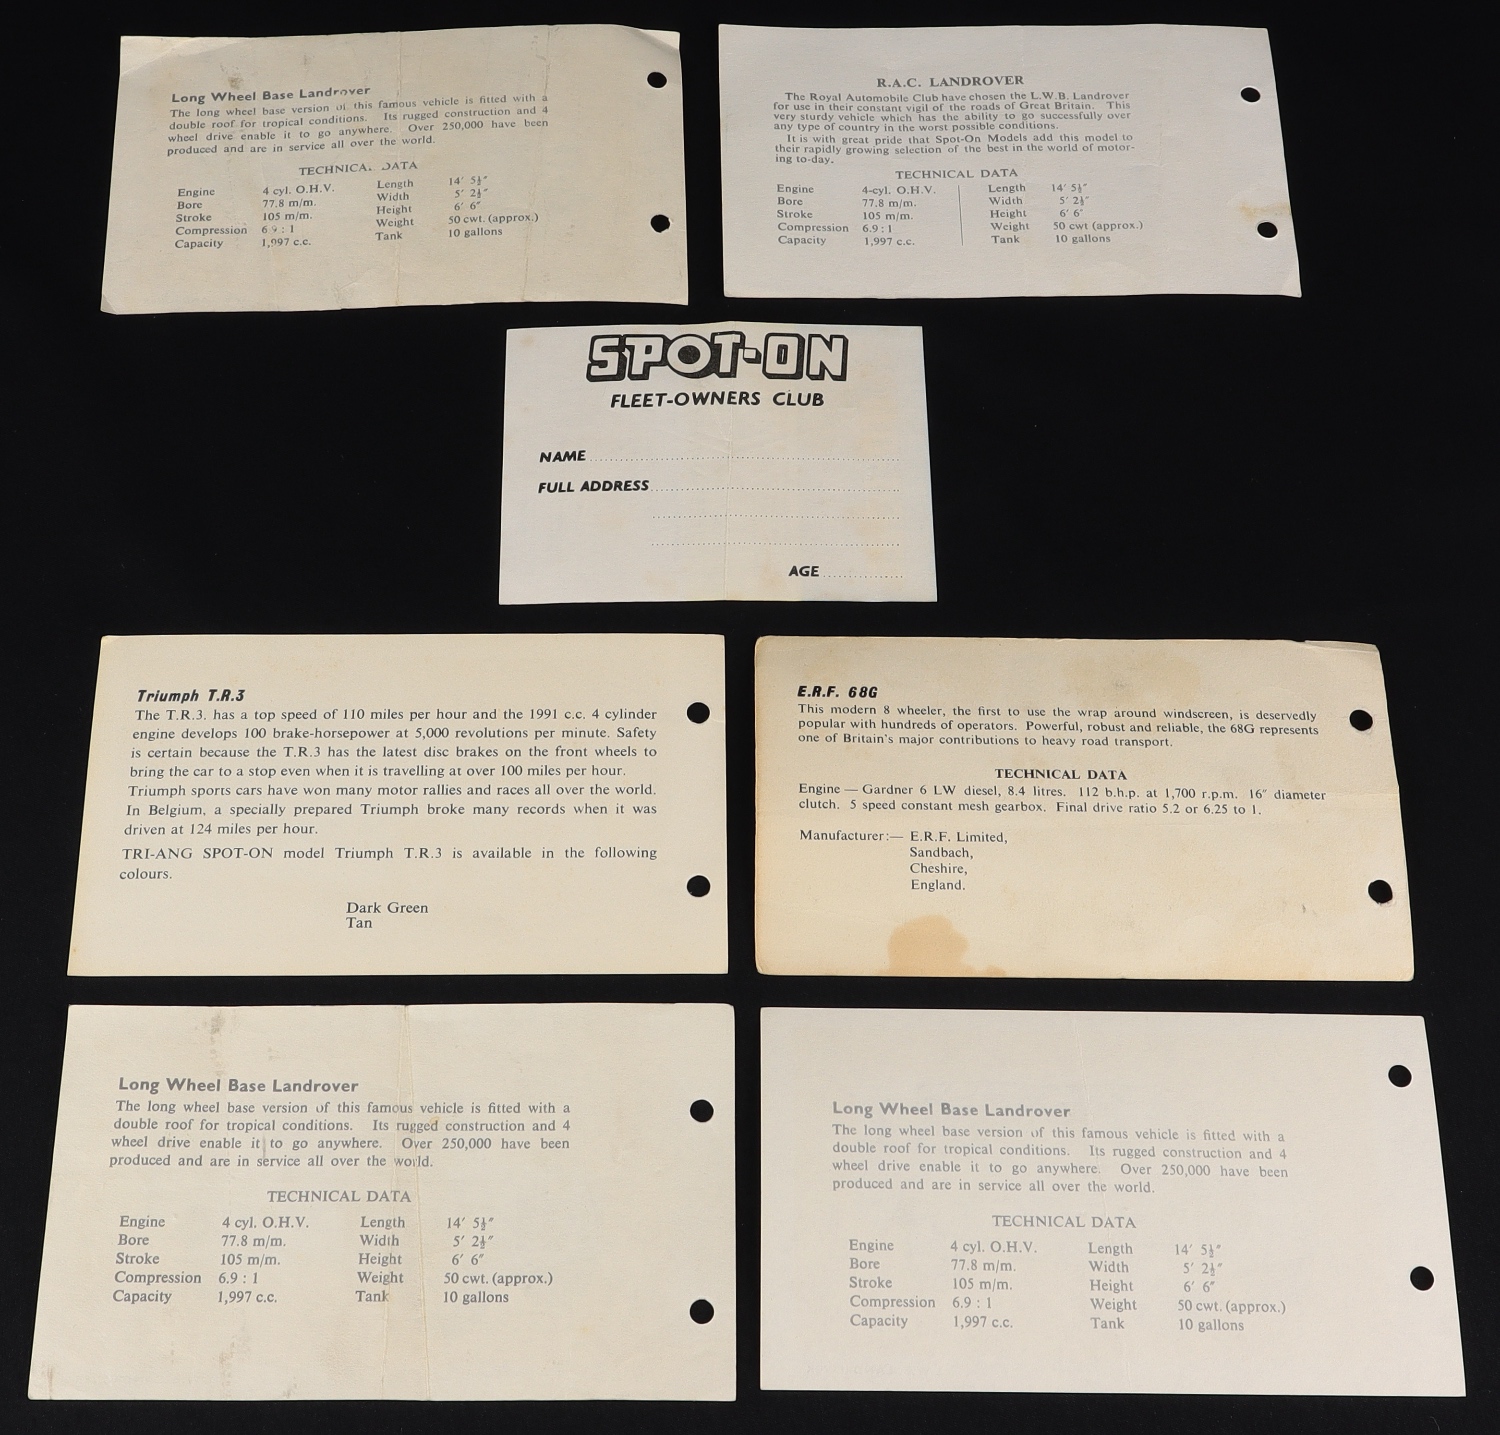 Long Wheel Base Landrover
The long wheel base version of this famous vehicle is fitted with a
double roof for tropical conditions. Its rugged construction and 4
wheel drive enable it to go anywhere. Over 250,000 have been
produced and are in service all over the world.
TECHNICAL DATA
Engine 4 cyl. O.H.V. Length 14′ 5½″
Bore 77.8 m/m. Width 5′ 2½″
Stroke 105 m/m. Height 6′ 6″
Compression 6 9 : 1 Weight 50 cwt. (approx.)
Capacity 1,997 c.c. Tank 10 gallons
R.A.C. LANDROVER
The Royal Automobile Club have chosen the L.W.B. Landrover
for use in their constant vigil of the roads of Great Britain. This
very sturdy vehicle which has the ability to go successfully over
any type of country in the worst possible conditions.
It is with great pride that Spot-On Models add this model to
their rapidly growing selection of the best in the world of motor-
ing to-day.
TECHNICAL DATA
Engine 4-cyl. O.H.V. Length 14′ 5½″
Bore 77.8 m/m. Width 5′ 2½″
Stroke 105 m/m. Height 6′ 6″
Compression 6.9 : 1 Weight 50 cwt (approx.)
Capacity 1,997 c.c. Tank 10 gallons
SPOT-ON
FLEET-OWNERS CLUB
NAME
FULL ADDRESS
AGE
Triumph T.R.3
The T.R.3. has a top speed of 110 miles per hour and the 1991 c.c. 4 cylinder
engine develops 100 brake-horsepower at 5,000 revolutions per minute. Safety
is certain because the T.R.3 has the latest disc brakes on the front wheels to
bring the car to a stop even when it is travelling at over 100 miles per hour.
Triumph sports cars have won many motor rallies and races all over the world.
In Belgium, a specially prepared Triumph broke many records when it was
driven at 124 miles per hour.
TRI-ANG SPOT-ON model Triumph T.R.3 is available in the following
colours.
Dark Green
Tan
E.R.F. 68G
This modern 8 wheeler, the first to use the wrap around windscreen, is deservedly
popular with hundreds of operators. Powerful, robust and reliable, the 68G represents
one of Britain's major contributions to heavy road transport.
TECHNICAL DATA
Engine — Gardner 6 LW diesel, 8.4 litres. 112 b.h.p. at 1,700 r.p.m. 16″ diameter
clutch. 5 speed constant mesh gearbox. Final drive ratio 5.2 or 6.25 to 1.
Manufacturer:— E.R.F. Limited,
Sandbach,
Cheshire,
England.
Long Wheel Base Landrover
The long wheel base version of this famous vehicle is fitted with a
double roof for tropical conditions. Its rugged construction and 4
wheel drive enable it to go anywhere. Over 250,000 have been
produced and are in service all over the world.
TECHNICAL DATA
Engine 4 cyl. O.H.V. Length 14′ 5½″
Bore 77.8 m/m. Width 5′ 2½″
Stroke 105 m/m. Height 6′ 6″
Compression 6.9 : 1 Weight 50 cwt. (approx.)
Capacity 1,997 c.c. Tank 10 gallons
Long Wheel Base Landrover
The long wheel base version of this famous vehicle is fitted with a
double roof for tropical conditions. Its rugged construction and 4
wheel drive enable it to go anywhere. Over 250,000 have been
produced and are in service all over the world.
TECHNICAL DATA
Engine 4 cyl. O.H.V. Length 14′ 5½″
Bore 77.8 m/m. Width 5′ 2½″
Stroke 105 m/m. Height 6′ 6″
Compression 6.9 : 1 Weight 50 cwt. (approx.)
Capacity 1,997 c.c. Tank 10 gallons